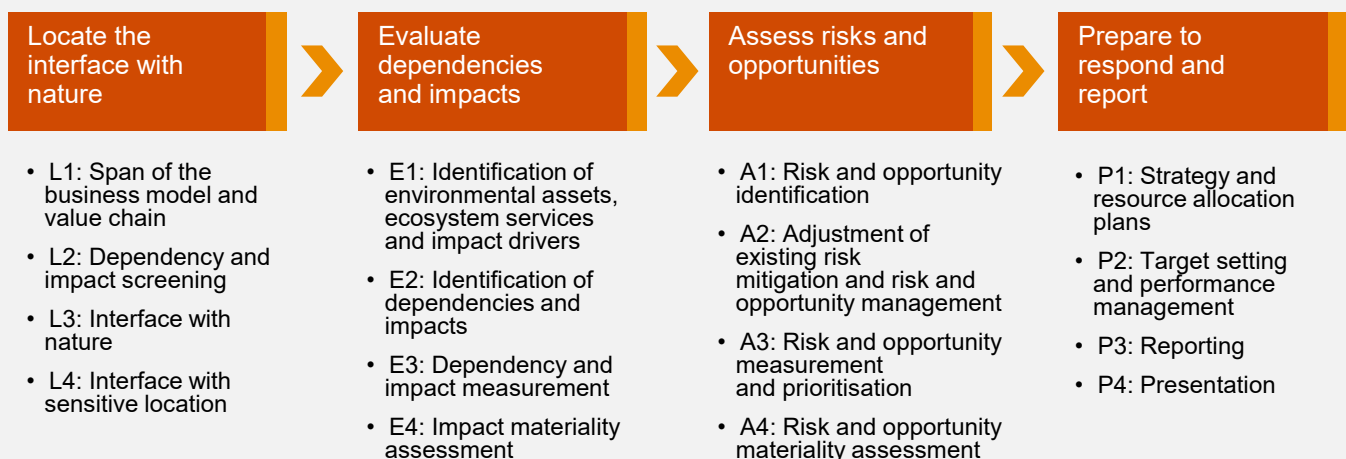 Locate the
interface with
nature
• L1: Span of the
business model and
value chain
• L2: Dependency and
impact screening
• L3: Interface with
nature
• L4: Interface with
sensitive location
Evaluate
dependencies
and impacts
• E1: Identification of
environmental assets,
ecosystem services
and impact drivers
• E2: Identification of
dependencies and
impacts
• E3: Dependency and
impact measurement
• E4: Impact materiality
assessment
Assess risks and
opportunities
• A1: Risk and opportunity
identification
• A2: Adjustment of
existing risk
mitigation and risk and
opportunity management
• A3: Risk and opportunity
measurement
and prioritisation
• A4: Risk and opportunity
materiality assessment
Prepare to
respond and
report
• P1: Strategy and
resource allocation
plans
• P2: Target setting
and performance
management
• P3: Reporting
• P4: Presentation